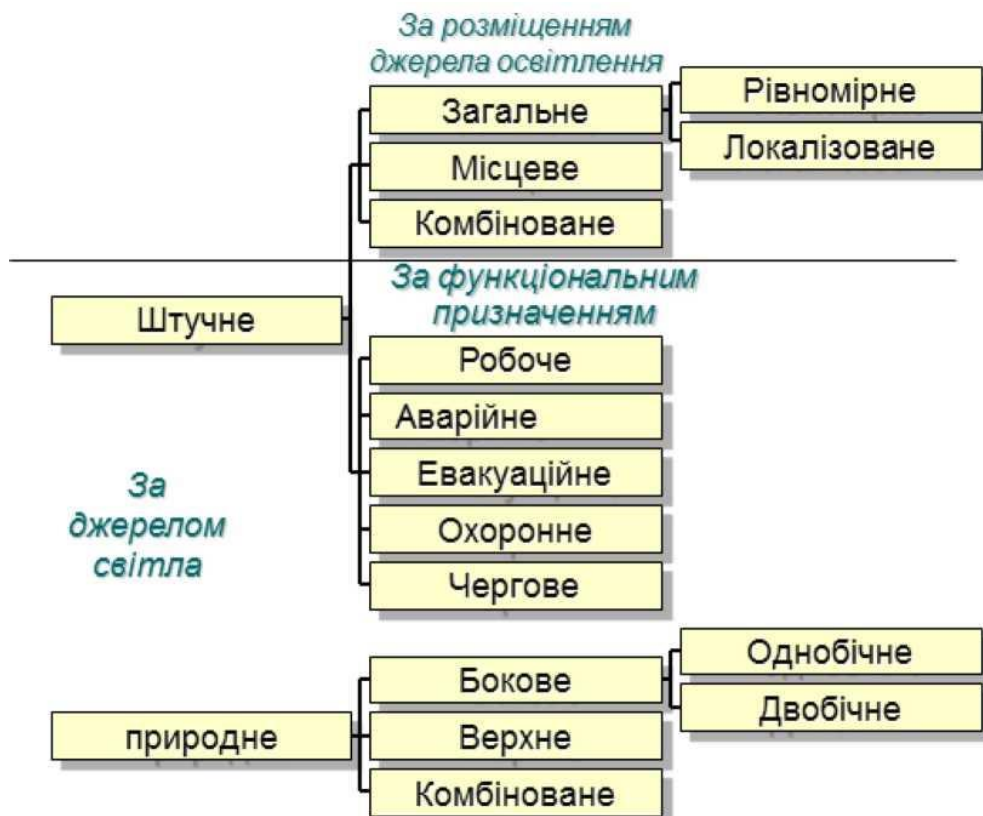 За розміщенням
джерела освітлення
Загальне
Рівномірне
Локалізоване
Місцеве
Комбіноване
Штучне
За функціональним
призначенням
Робоче
Аварійне
Евакуаційне
Охоронне
Чергове
За
джерелом
світла
природне
Бокове
Однобічне
Двобічне
Верхнє
Комбіноване